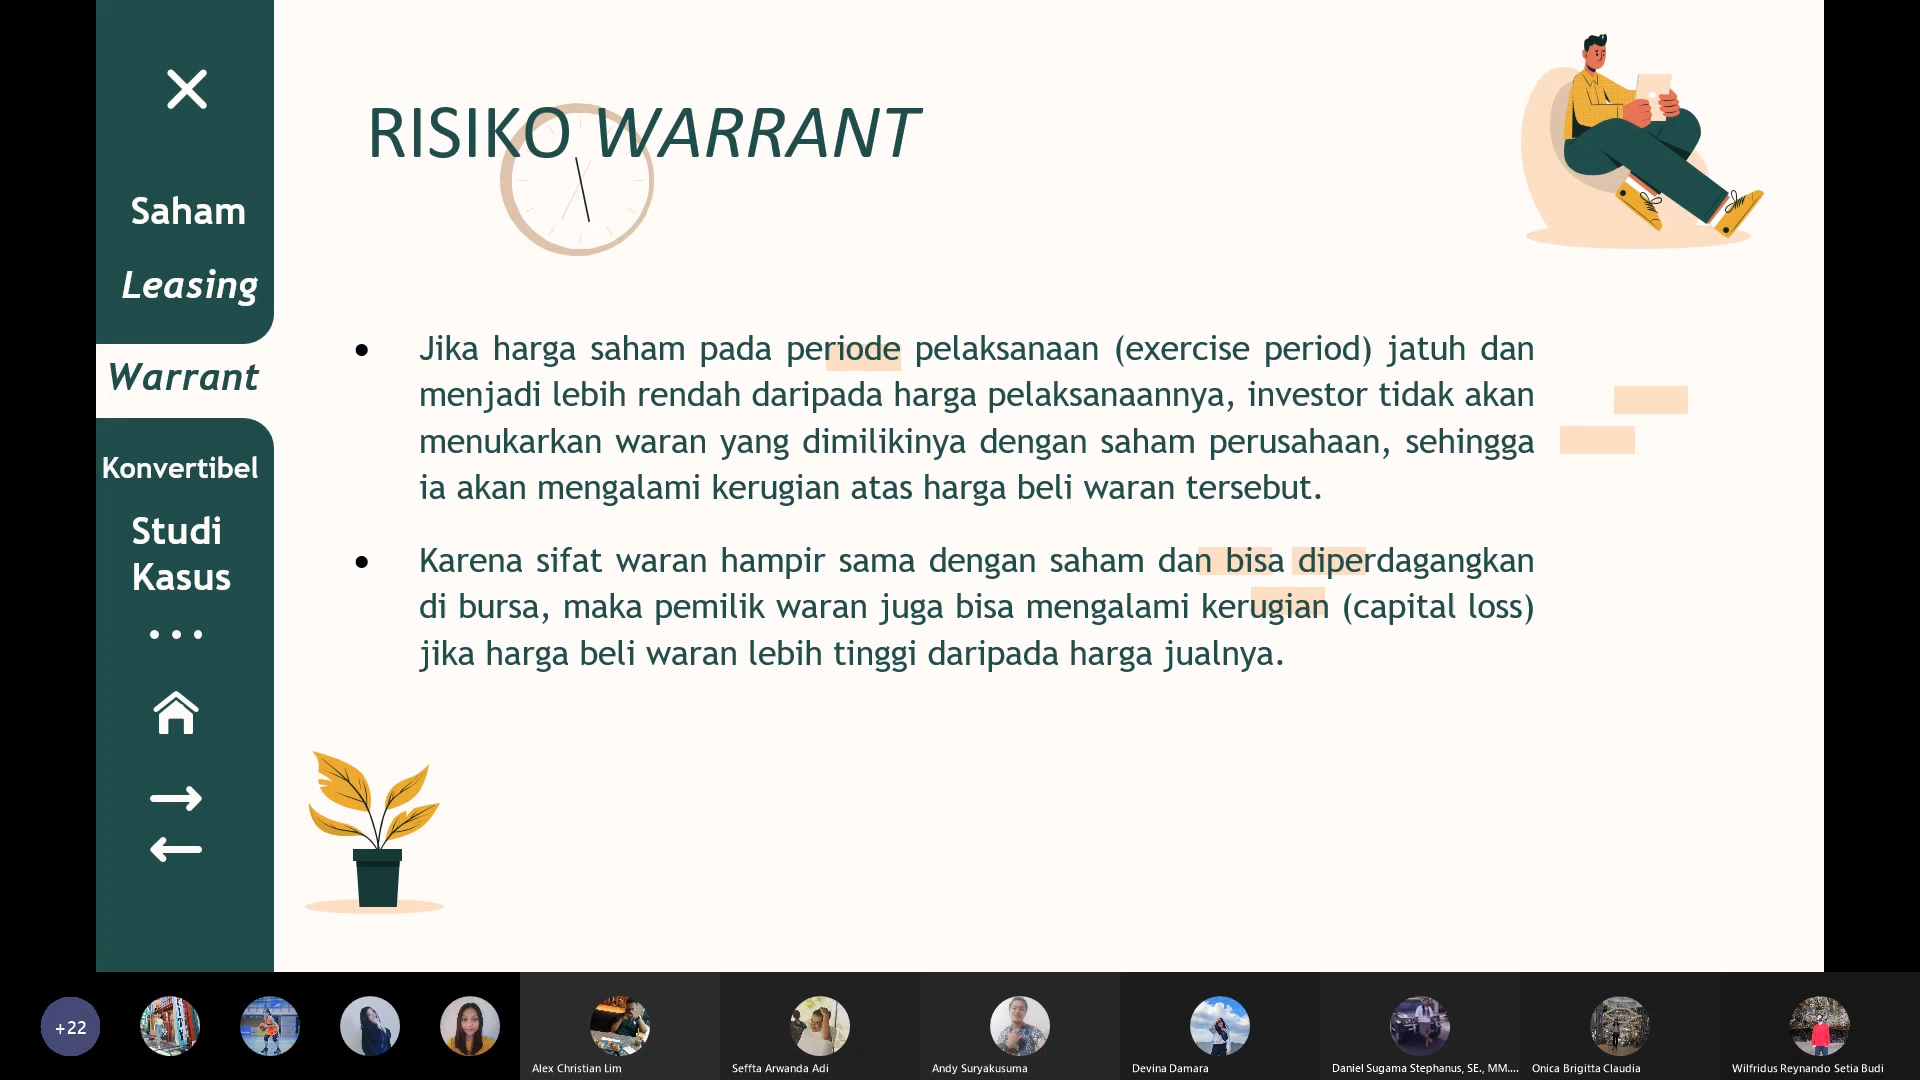 RISIKO WARRANT
Saham
Leasing
Warrant
Konvertibel
Studi
Kasus
Jika harga saham pada periode pelaksanaan (exercise period) jatuh dan
menjadi lebih rendah daripada harga pelaksanaannya, investor tidak akan
menukarkan waran yang dimilikinya dengan saham perusahaan, sehingga
ia akan mengalami kerugian atas harga beli waran tersebut.
Karena sifat waran hampir sama dengan saham dan bisa diperdagangkan
di bursa, maka pemilik waran juga bisa mengalami kerugian (capital loss)
jika harga beli waran lebih tinggi daripada harga jualnya.
+22
Alex Christian Lim
Seffta Arwanda Adi
Andy Suryakusuma
Devina Damara
Daniel Sugama Stephanus, SE., MM....
Onica Brigitta Claudia
Wilfridus Reynando Setia Budi